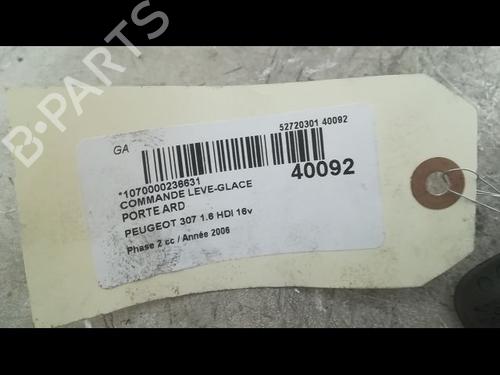 B-PARTS
GA
52720301 40092
*1070000236631
40092
COMMANDE LEVE-GLACE
PORTE ARD
PEUGEOT 307 1.6 HDI 16v
Phase 2 cc / Année 2006